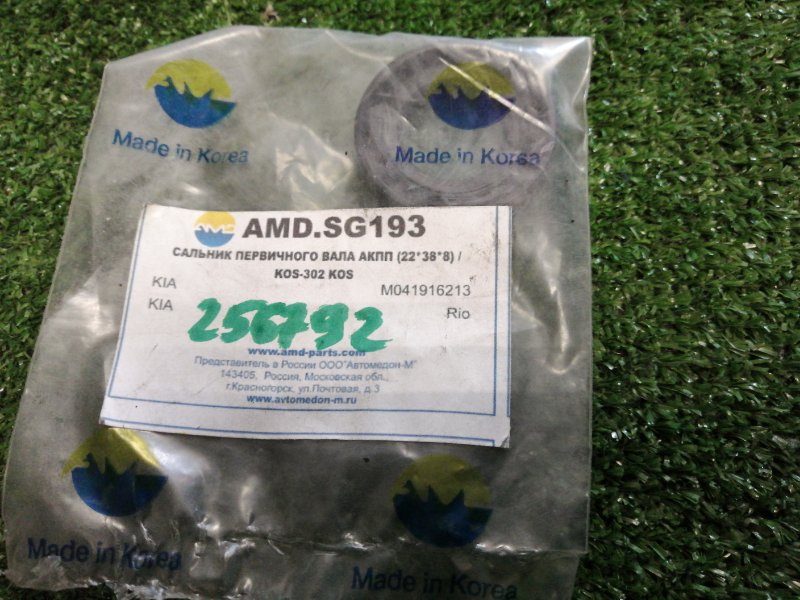 Made in Korea
Made in Korea
AMD AMD.SG193
САЛЬНИК ПЕРВИЧНОГО ВАЛА АКПП (22*38*8) /
KOS-302 KOS
KIA M041916213
KIA Rio
256792
www.amd-parts.com
Представитель в России ООО"Автомедон-М"
143405, Россия, Московская обл.,
г.Красногорск, ул.Почтовая, д.3
www.avtomedon-m.ru
Made in Korea
Made in Korea